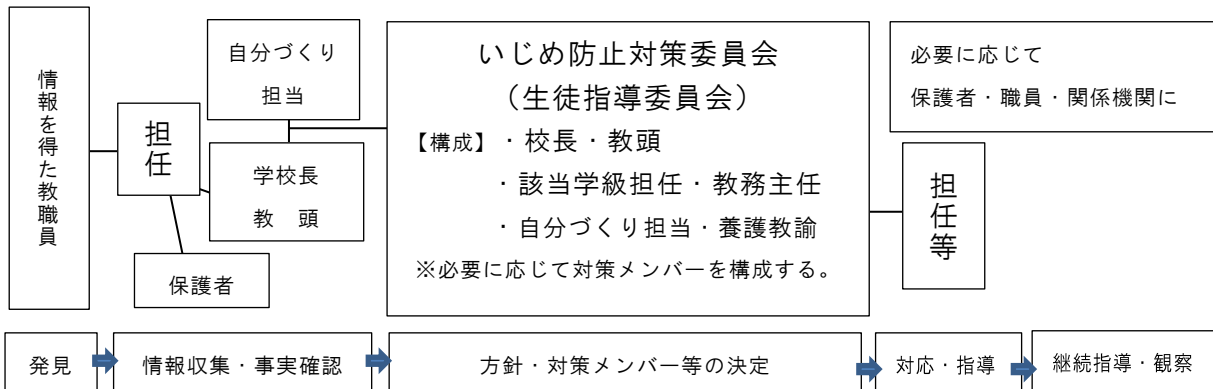 情報を得た教職員
担任
自分づくり
担当
学校長
教　頭
保護者
いじめ防止対策委員会
（生徒指導委員会）
【構成】・校長・教頭
・該当学級担任・教務主任
・自分づくり担当・養護教諭
※必要に応じて対策メンバーを構成する。
必要に応じて
保護者・職員・関係機関に
担任等
発見
情報収集・事実確認
方針・対策メンバー等の決定
対応・指導
継続指導・観察